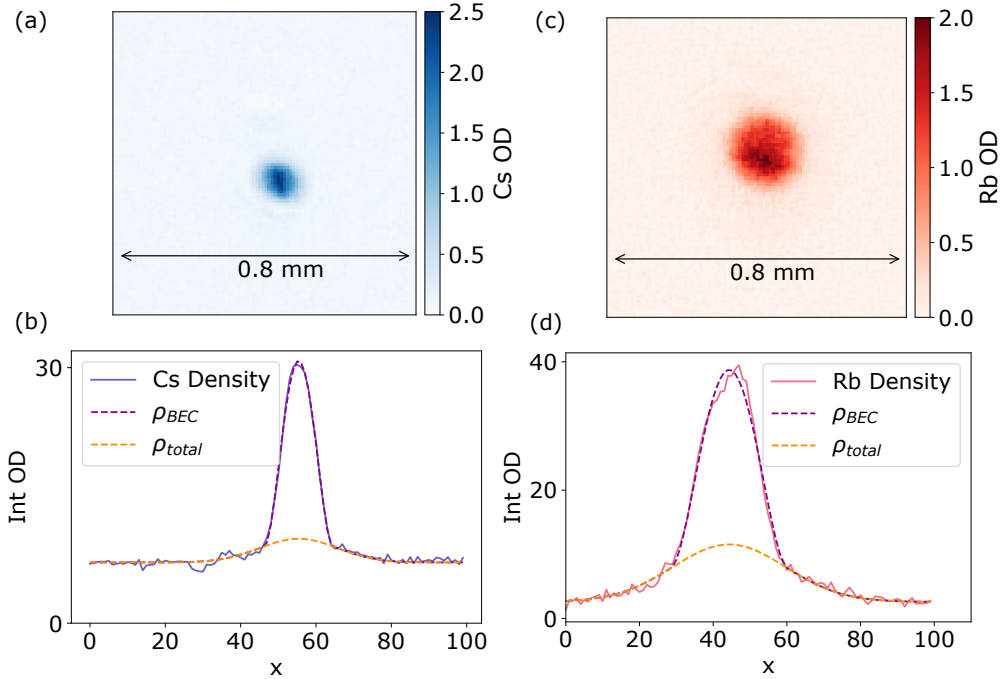 (a)
2.5
2.0
1.5
1.0
0.5
0.0
Cs OD
0.8 mm
(c)
2.0
1.5
1.0
0.5
0.0
Rb OD
0.8 mm
(b)
30
0
Int OD
Cs Density
ρBEC
ρtotal
0 20 40 60 80 100
x
(d)
40
20
0
Int OD
Rb Density
ρBEC
ρtotal
0 20 40 60 80 100
x